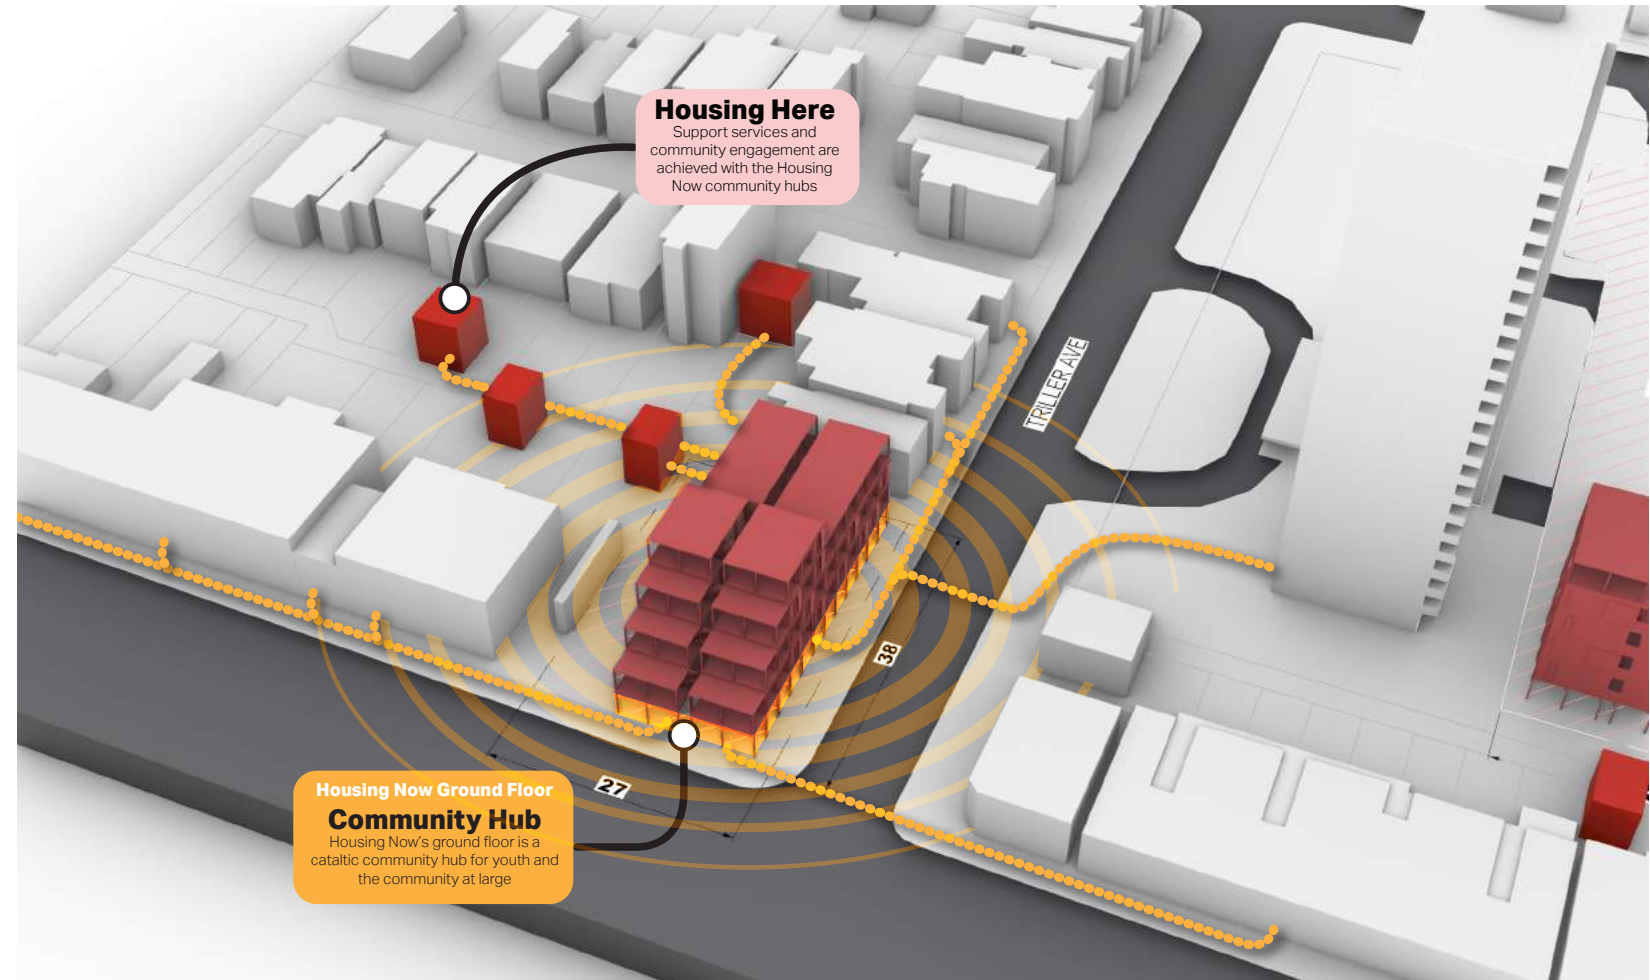 Housing Here
Support services and
community engagement are
achieved with the Housing
Now community hubs
TRILLER AVE
38
27
Housing Now Ground Floor
Community Hub
Housing Now's ground floor is a
cataltic community hub for youth and
the community at large